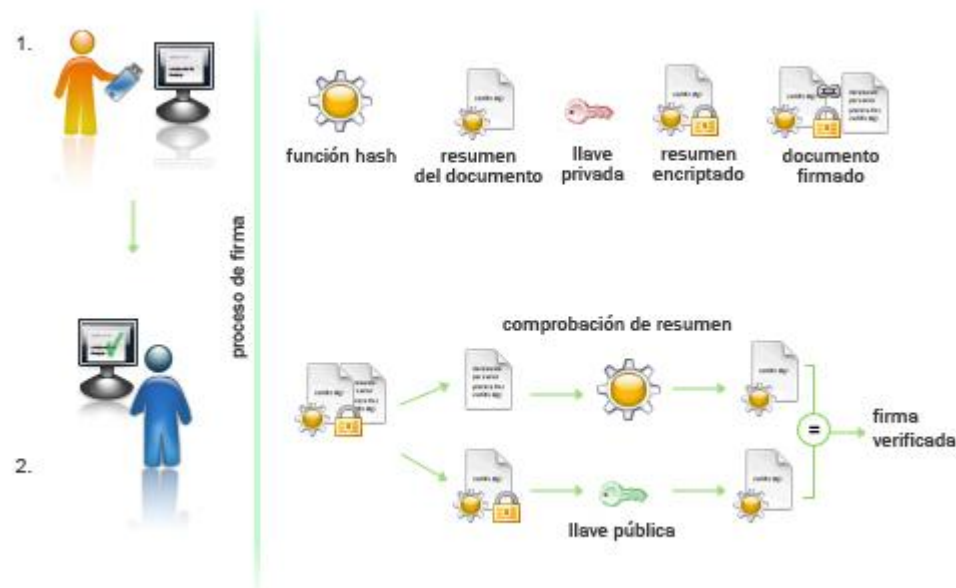 1.
función hash
resumen
del documento
llave
privada
resumen
encriptado
documento
firmado
proceso de firma
comprobación de resumen
firma
verificada
=
2.
llave pública